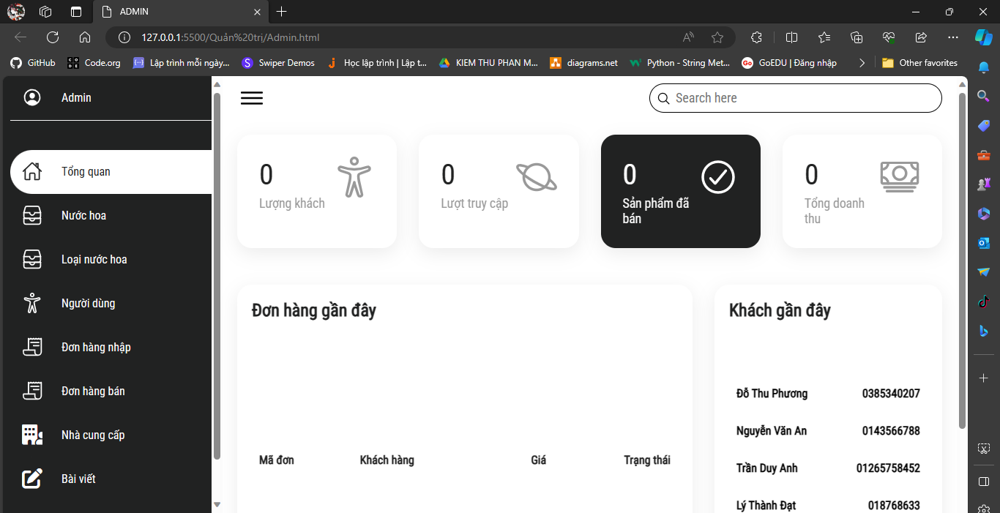 ADMIN
127.0.0.1:5500/Quản%20trị/Admin.html
GitHub
Code.org
Lập trình mỗi ngày...
Swiper Demos
Học lập trình | Lập t...
KIEM THU PHAN M...
diagrams.net
Python - String Met...
GoEDU | Đăng nhập
Other favorites
Admin
Tổng quan
Nước hoa
Loại nước hoa
Người dùng
Đơn hàng nhập
Đơn hàng bán
Nhà cung cấp
Bài viết
Search here
0
Lượng khách
0
Lượt truy cập
0
Sản phẩm đã
bán
0
Tổng doanh
thu
Đơn hàng gần đây
Mã đơn Khách hàng Giá Trạng thái
Khách gần đây
Đỗ Thu Phương 0385340207
Nguyễn Văn An 0143566788
Trần Duy Anh 01265758452
Lý Thành Đạt 018768633